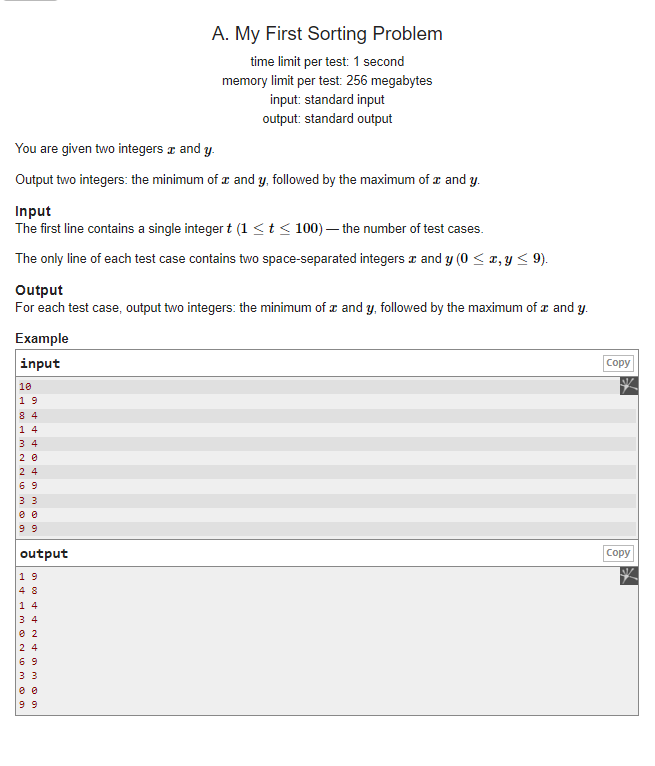 A. My First Sorting Problem
time limit per test: 1 second
memory limit per test: 256 megabytes
input: standard input
output: standard output
You are given two integers x and y.
Output two integers: the minimum of x and y, followed by the maximum of x and y.
Input
The first line contains a single integer t (1 ≤ t ≤ 100) — the number of test cases.
The only line of each test case contains two space-separated integers x and y (0 ≤ x, y ≤ 9).
Output
For each test case, output two integers: the minimum of x and y, followed by the maximum of x and y.
Example
input Copy
10
1 9
8 4
1 4
3 4
2 0
2 4
6 9
3 3
0 0
9 9
output Copy
1 9
4 8
1 4
3 4
0 2
2 4
6 9
3 3
0 0
9 9